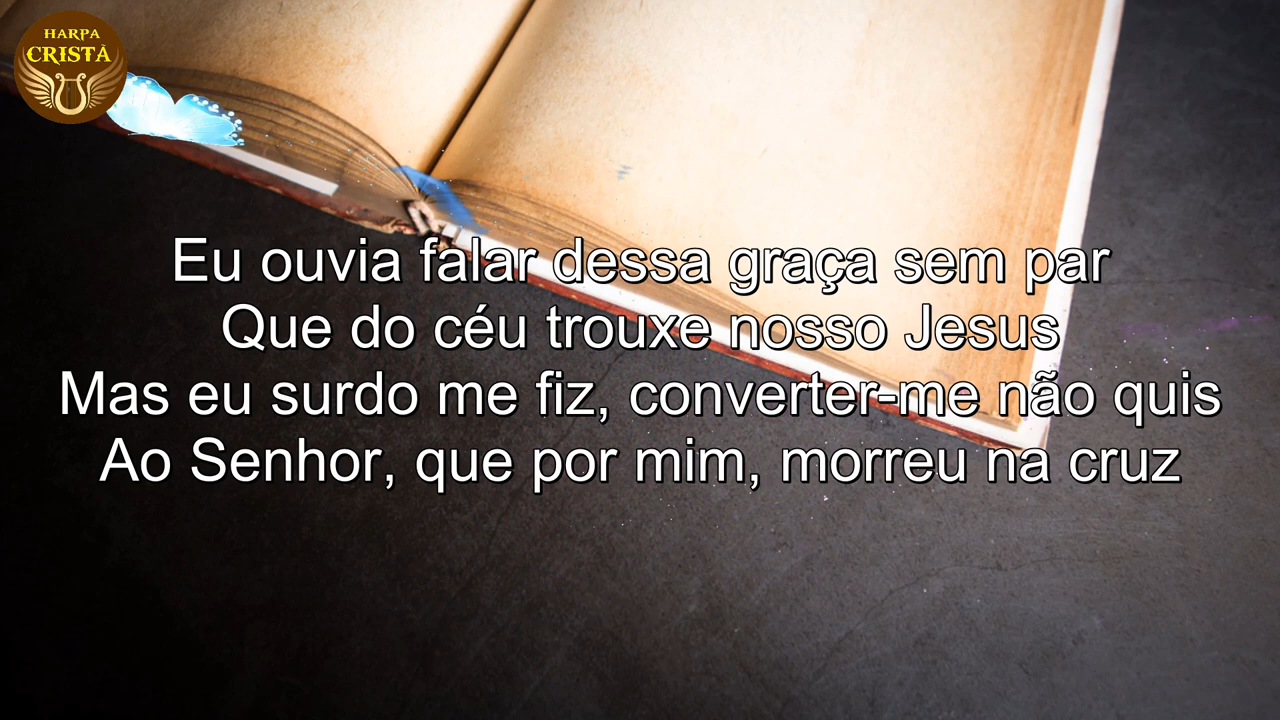 HARPA
CRISTÃ
Eu ouvia falar dessa graça sem par
Que do céu trouxe nosso Jesus
Mas eu surdo me fiz, converter-me não quis
Ao Senhor, que por mim, morreu na cruz